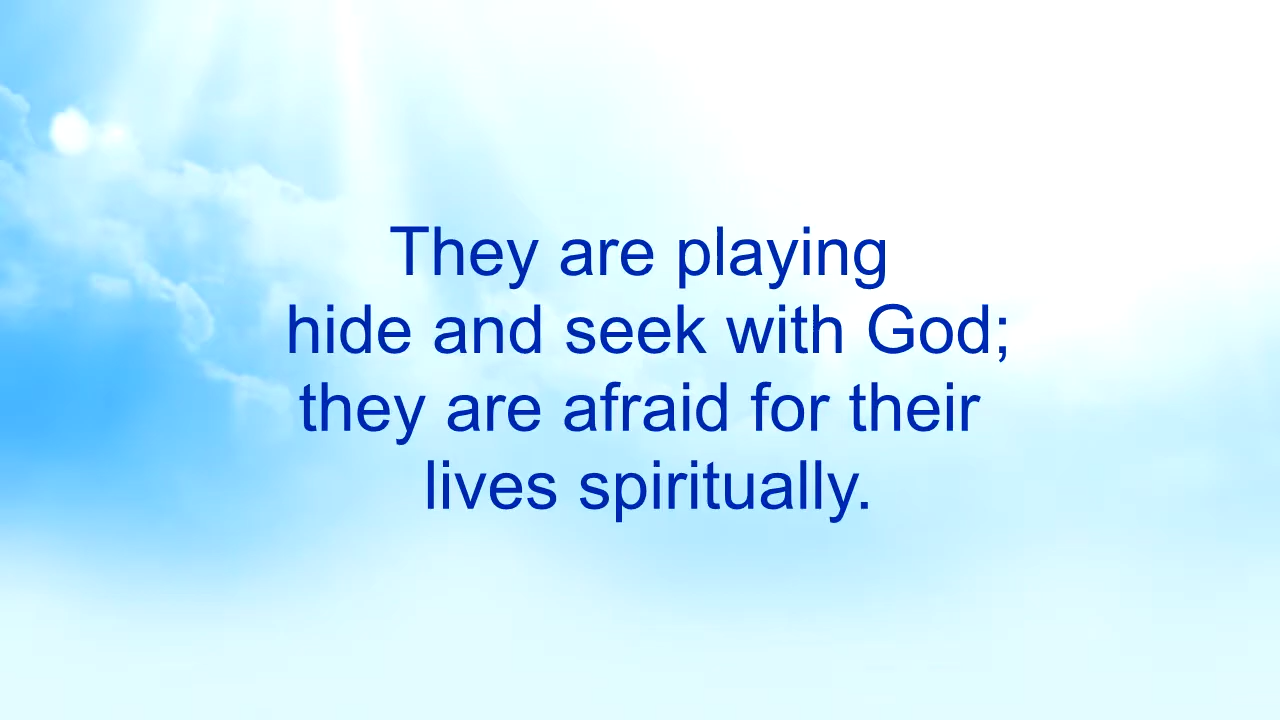 They are playing
hide and seek with God;
they are afraid for their
lives spiritually.